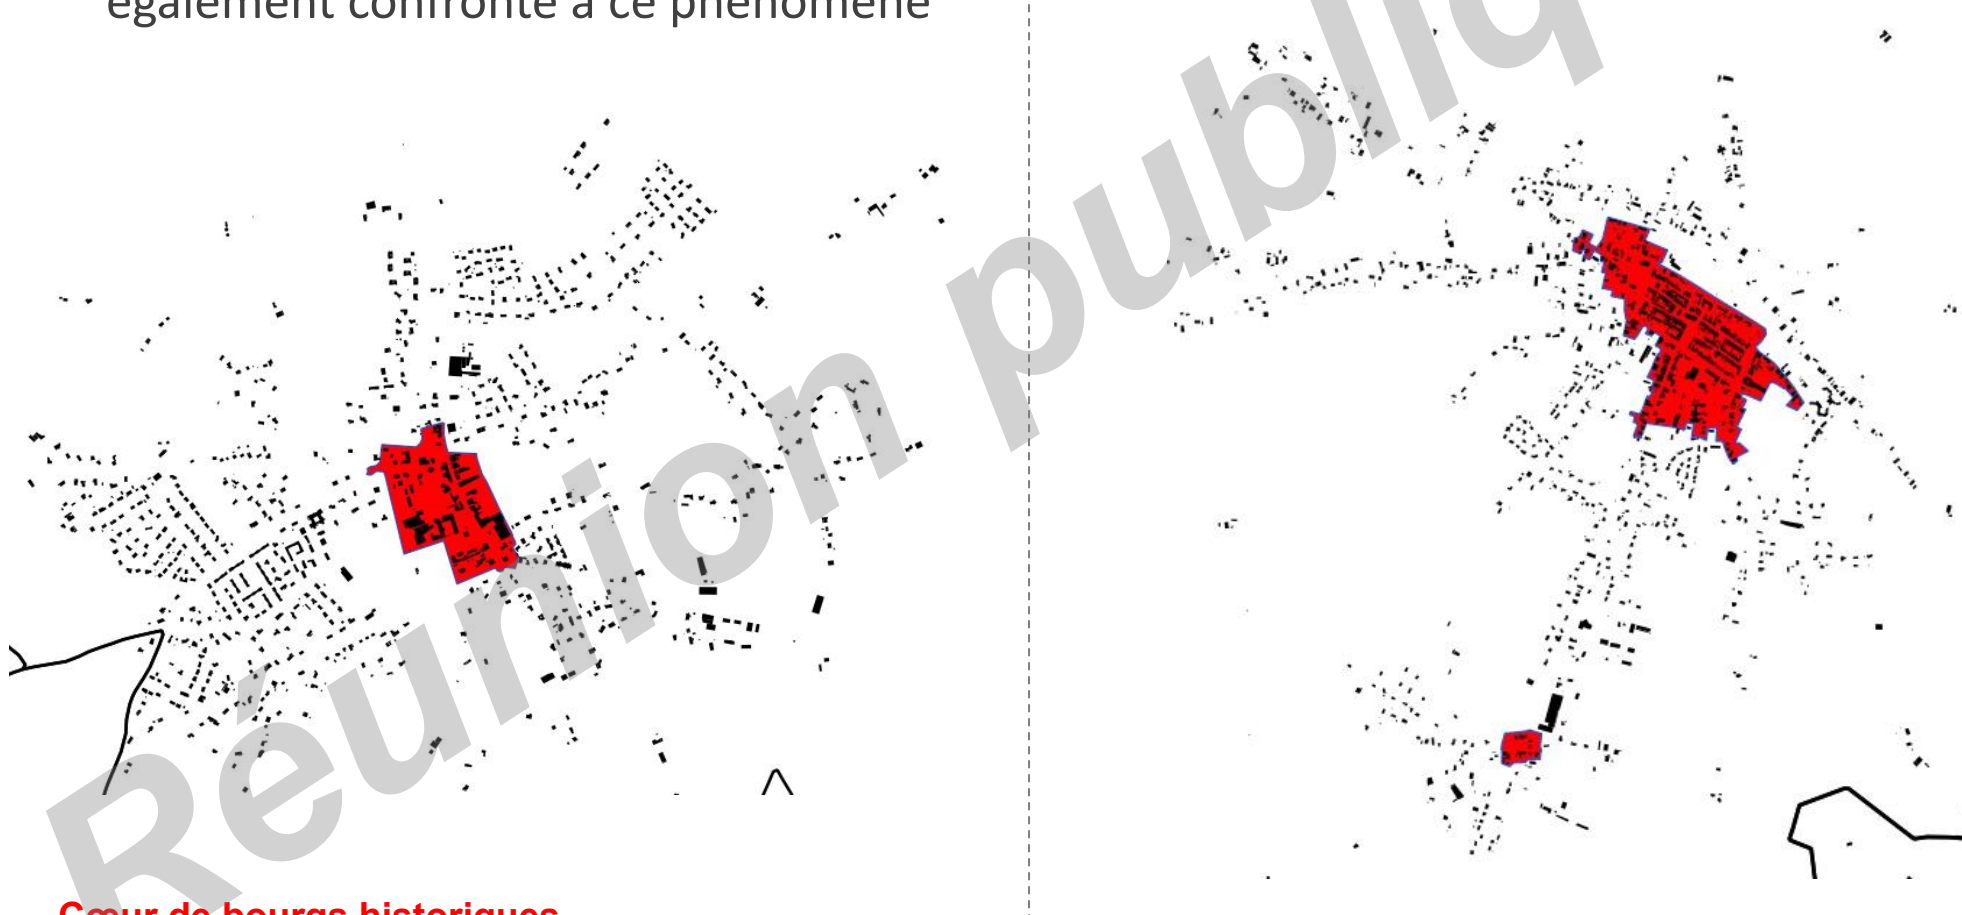 également confronté à ce phénomène
Réunion publiq
Cœur de bourgs historiques